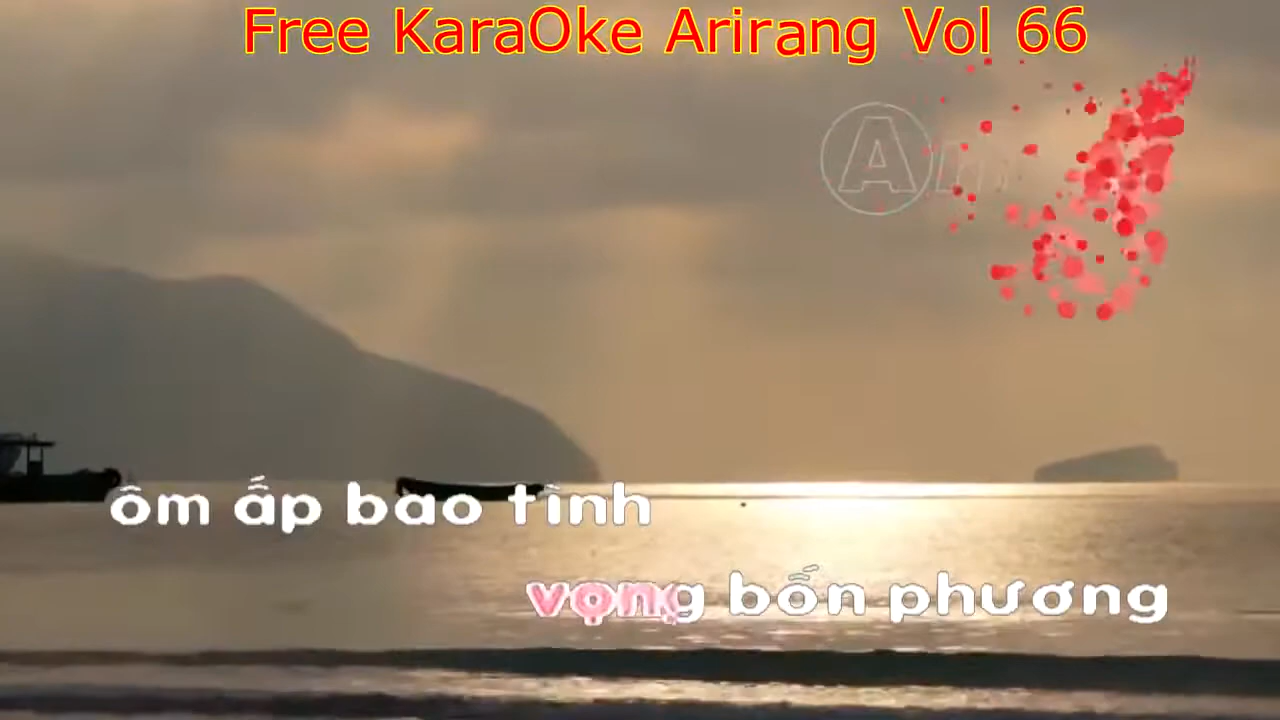 Free KaraOke Arirang Vol 66
ôm ấp bao tình
vọng bốn phương